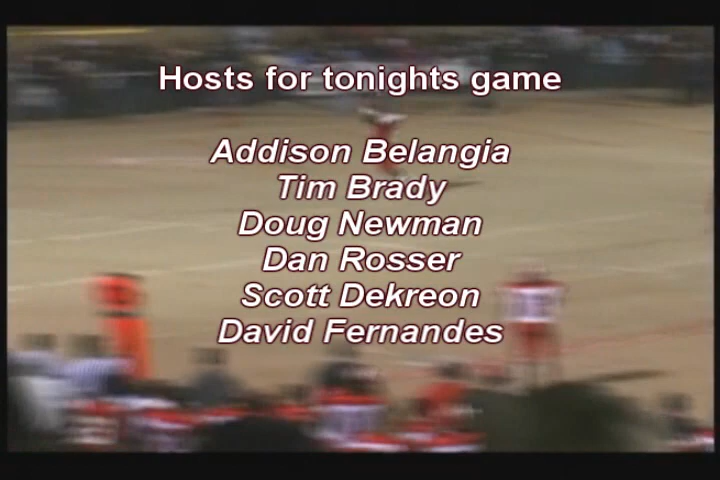 Hosts for tonights game
Addison Belangia
Tim Brady
Doug Newman
Dan Rosser
Scott Dekreon
David Fernandes